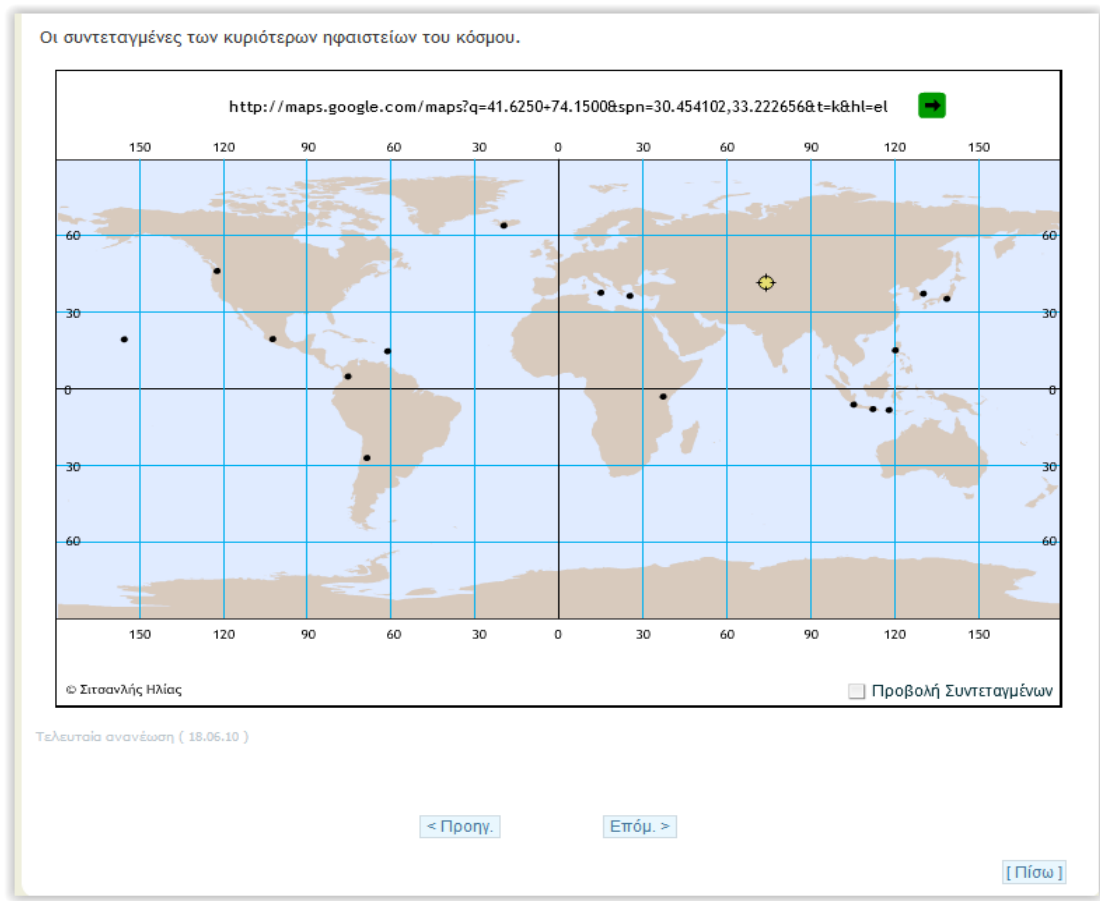 Οι συντεταγμένες των κυριότερων ηφαιστείων του κόσμου.
http://maps.google.com/maps?q=41.6250+74.1500&spn=30.454102,33.222656&t=k&hl=el
150 120 90 60 30 0 30 60 90 120 150
60 60
30 30
0 0
30 30
60 60
150 120 90 60 30 0 30 60 90 120 150
© Σιτσανλής Ηλίας
Προβολή Συντεταγμένων
Τελευταία ανανέωση ( 18.06.10 )
< Προηγ. Επόμ. >
[ Πίσω ]